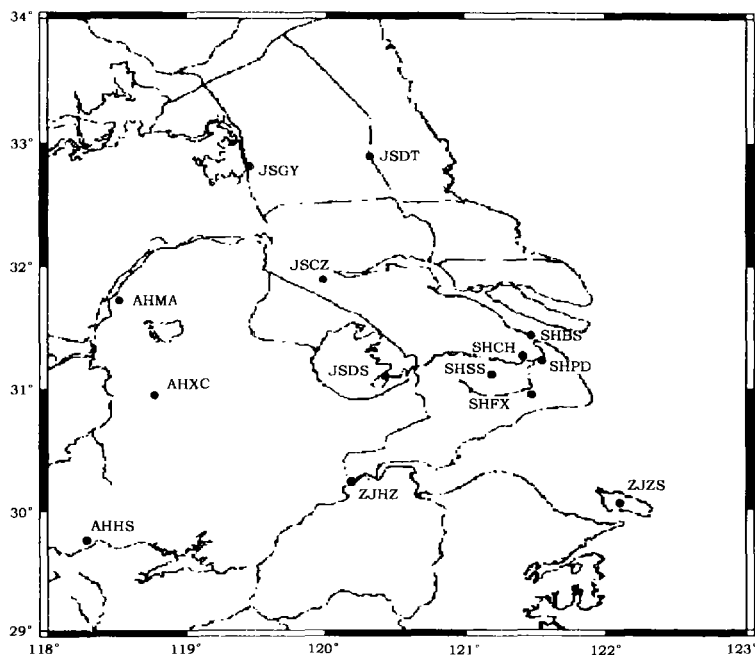 34°
33°
JSGY
JSDT
32°
JSCZ
AHMA
SHBS
SHCH
SHPD
JSDS
SHSS
31°
AHXC
SHFX
ZJHZ
ZJZS
30°
AHHS
29°
118°
119°
120°
121°
122°
123°